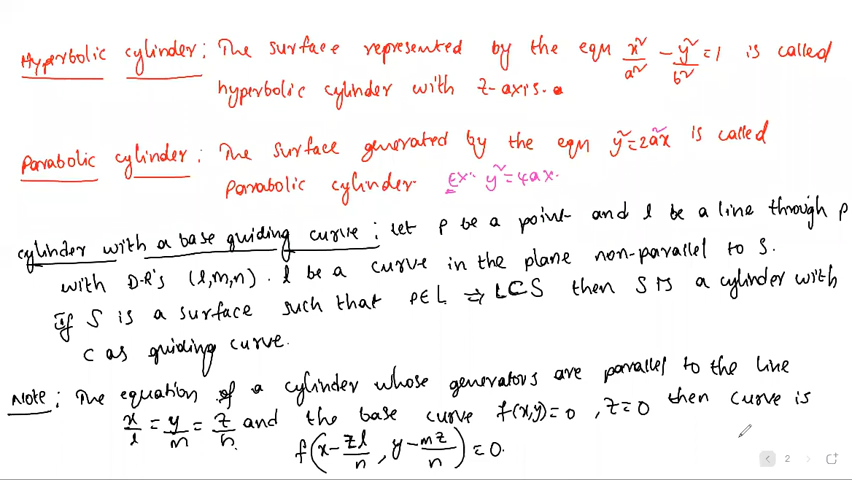 Hyperbolic cylinder: The surface represented by the eqn x²/a² - y²/b² = 1 is called
hyperbolic cylinder with z-axis.
Parabolic cylinder: The surface generated by the eqn y² = 2a²x is called
Parabolic cylinder Ex: y² = 4ax.
cylinder with a base guiding curve: Let P be a point and l be a line through P
with D.R's (l,m,n). l be a curve in the plane non-parallel to S.
If S is a surface such that P∈L ⇒ L⊂S then S is a cylinder with
C as guiding curve.
Note: The equation of a cylinder whose generators are parallel to the line
x/l = y/m = z/n and the base curve f(x,y)=0, z=0 then curve is
f(x - zl/n, y - mz/n) = 0.
2